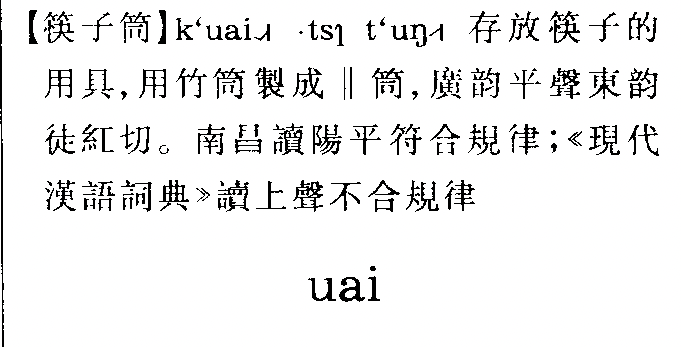 【筷子筒】kʻuai˩˧ ·tsɿ tʻuŋ˧˥ 存放筷子的
用具,用竹筒製成‖筒,廣韵平聲東韵
徒紅切。南昌讀陽平符合規律;《現代
漢語詞典》讀上聲不合規律
uai